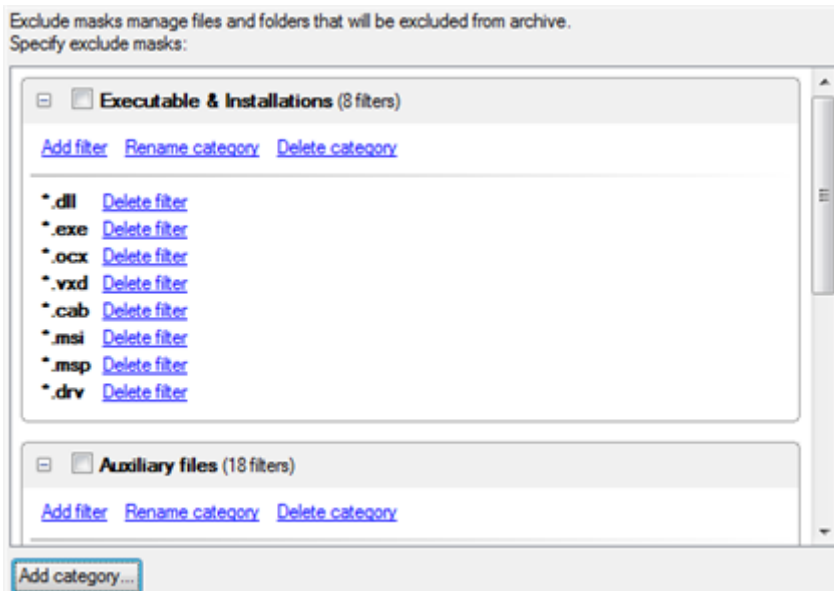 Exclude masks manage files and folders that will be excluded from archive.
Specify exclude masks:
Executable & Installations (8 filters)
Add filter Rename category Delete category
*.dll Delete filter
*.exe Delete filter
*.ocx Delete filter
*.vxd Delete filter
*.cab Delete filter
*.msi Delete filter
*.msp Delete filter
*.drv Delete filter
Auxiliary files (18 filters)
Add filter Rename category Delete category
Add category...